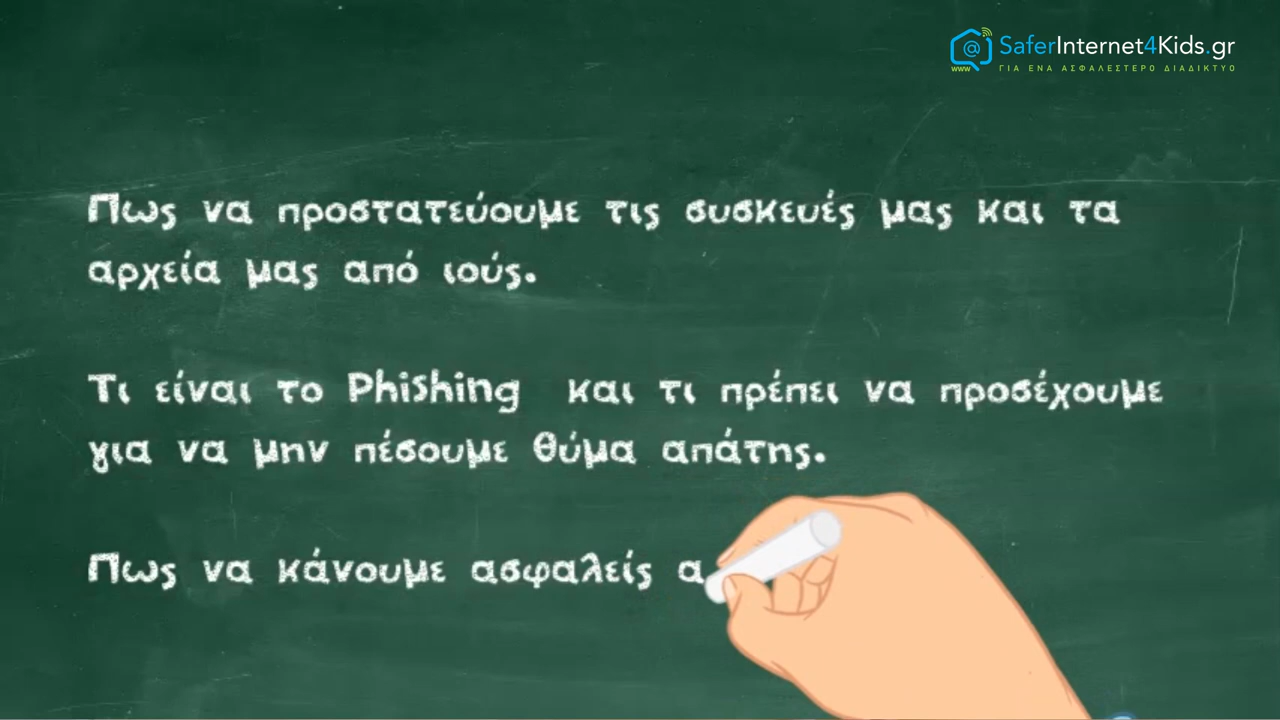 SaferInternet4Kids.gr
ΓΙΑ ΕΝΑ ΑΣΦΑΛΕΣΤΕΡΟ ΔΙΑΔΙΚΤΥΟ
www
Πως να προστατεύουμε τις συσκευές μας και τα
αρχεία μας από ιούς.
Τι είναι το Phishing και τι πρέπει να προσέχουμε
για να μην πέσουμε θύμα απάτης.
Πως να κάνουμε ασφαλείς α